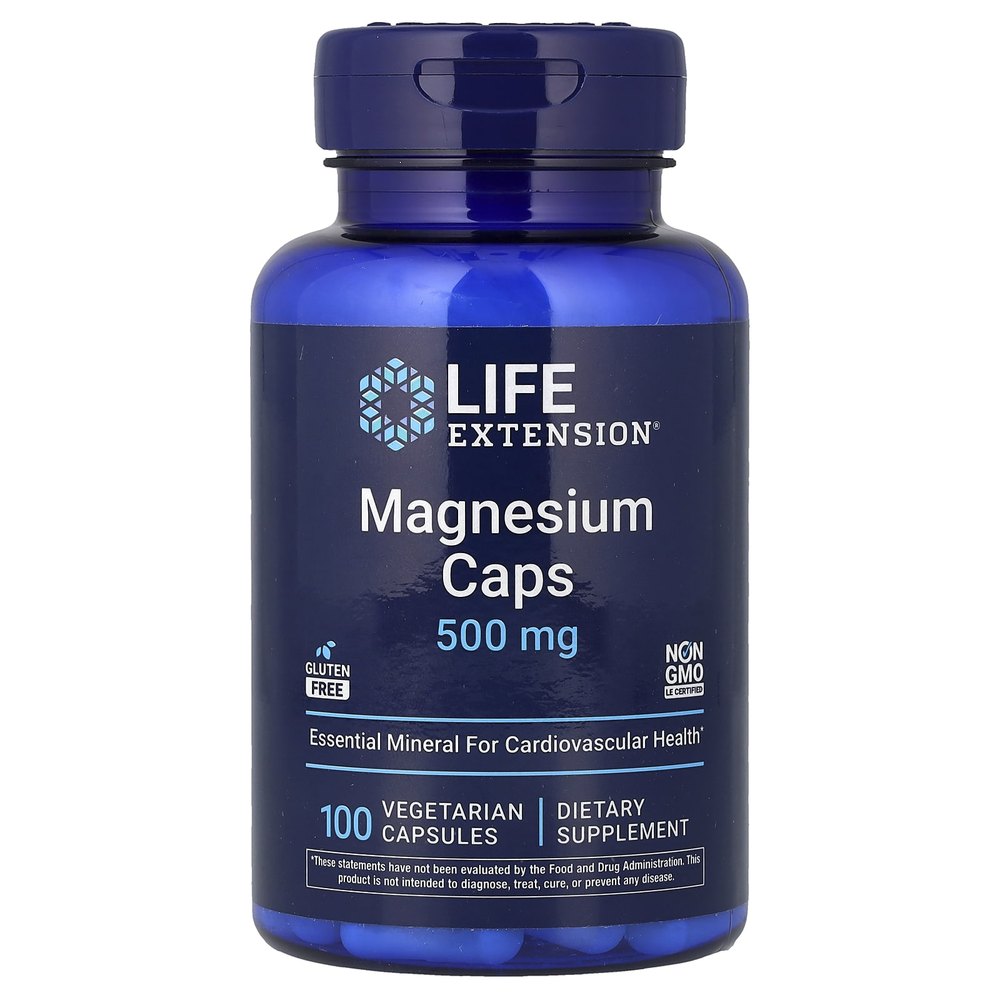 LIFE
EXTENSION®
Magnesium
Caps
500 mg
GLUTEN
FREE
NON
GMO
LE CERTIFIED
Essential Mineral For Cardiovascular Health*
100 VEGETARIAN
CAPSULES
DIETARY
SUPPLEMENT
*These statements have not been evaluated by the Food and Drug Administration. This
product is not intended to diagnose, treat, cure, or prevent any disease.